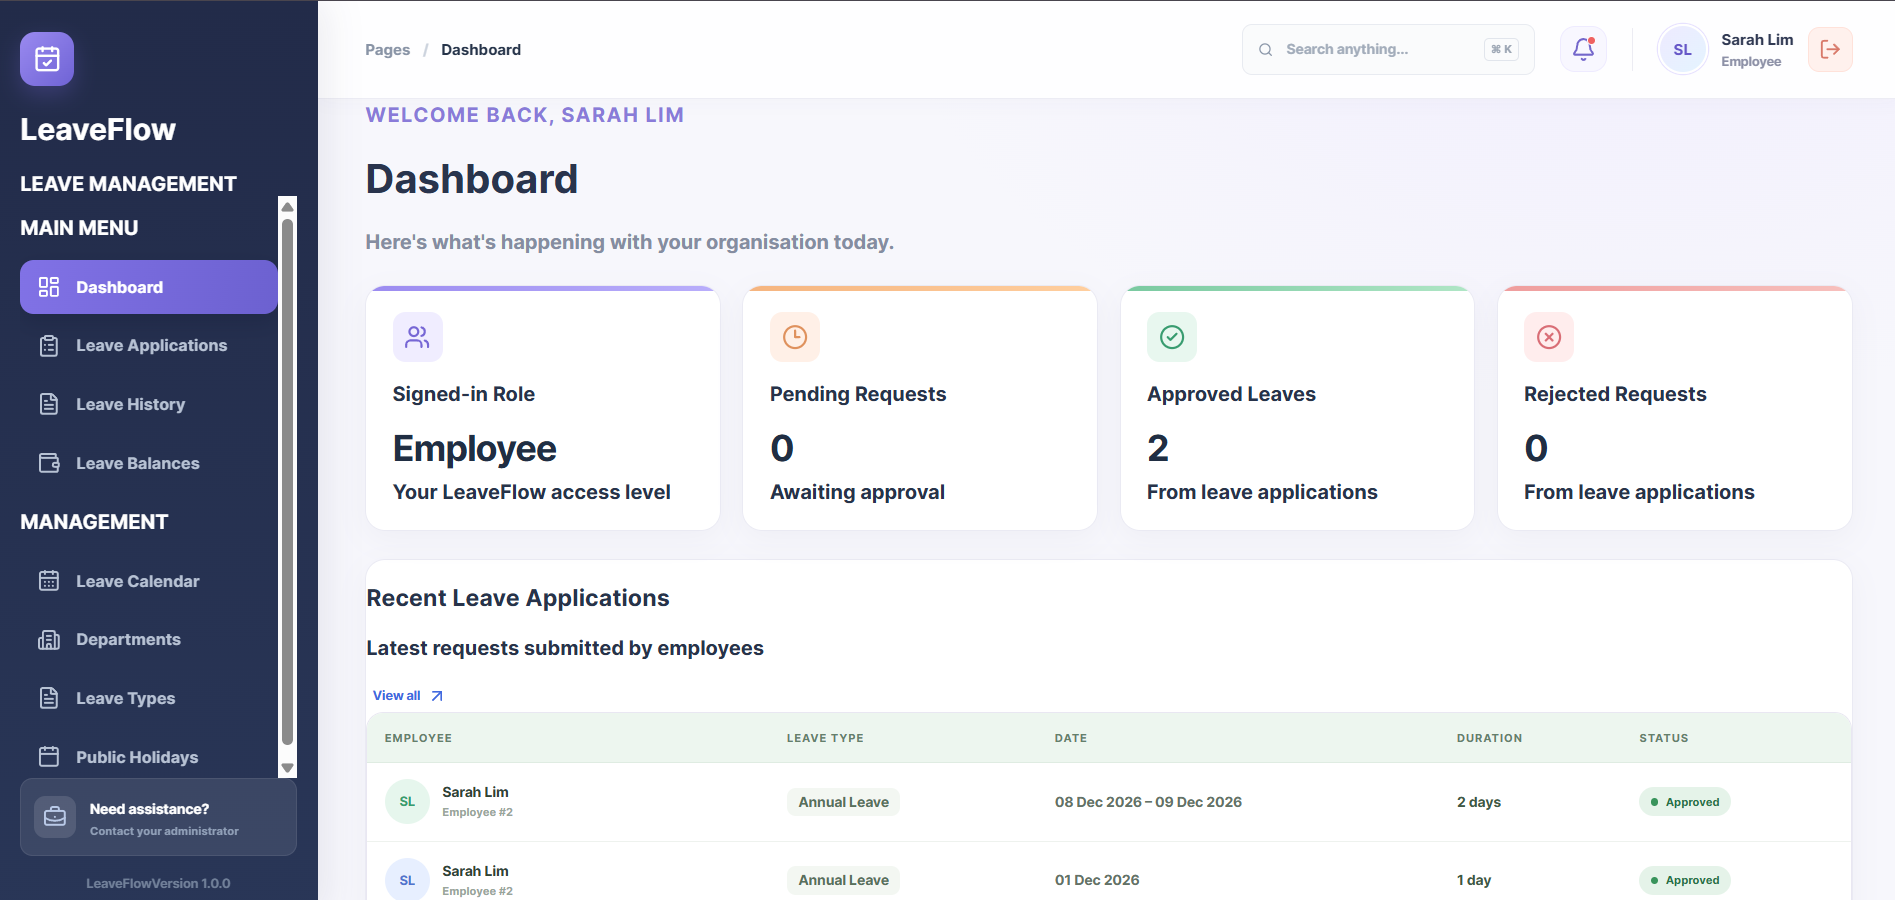 LeaveFlow
LEAVE MANAGEMENT
MAIN MENU
Dashboard
Leave Applications
Leave History
Leave Balances
MANAGEMENT
Leave Calendar
Departments
Leave Types
Public Holidays
Need assistance?
Contact your administrator
LeaveFlowVersion 1.0.0
Pages / Dashboard
Search anything... ⌘ K
SL
Sarah Lim
Employee
WELCOME BACK, SARAH LIM
Dashboard
Here's what's happening with your organisation today.
Signed-in Role
Employee
Your LeaveFlow access level
Pending Requests
0
Awaiting approval
Approved Leaves
2
From leave applications
Rejected Requests
0
From leave applications
Recent Leave Applications
Latest requests submitted by employees
View all
EMPLOYEE LEAVE TYPE DATE DURATION STATUS
SL Sarah Lim Employee #2 Annual Leave 08 Dec 2026 – 09 Dec 2026 2 days Approved
SL Sarah Lim Employee #2 Annual Leave 01 Dec 2026 1 day Approved